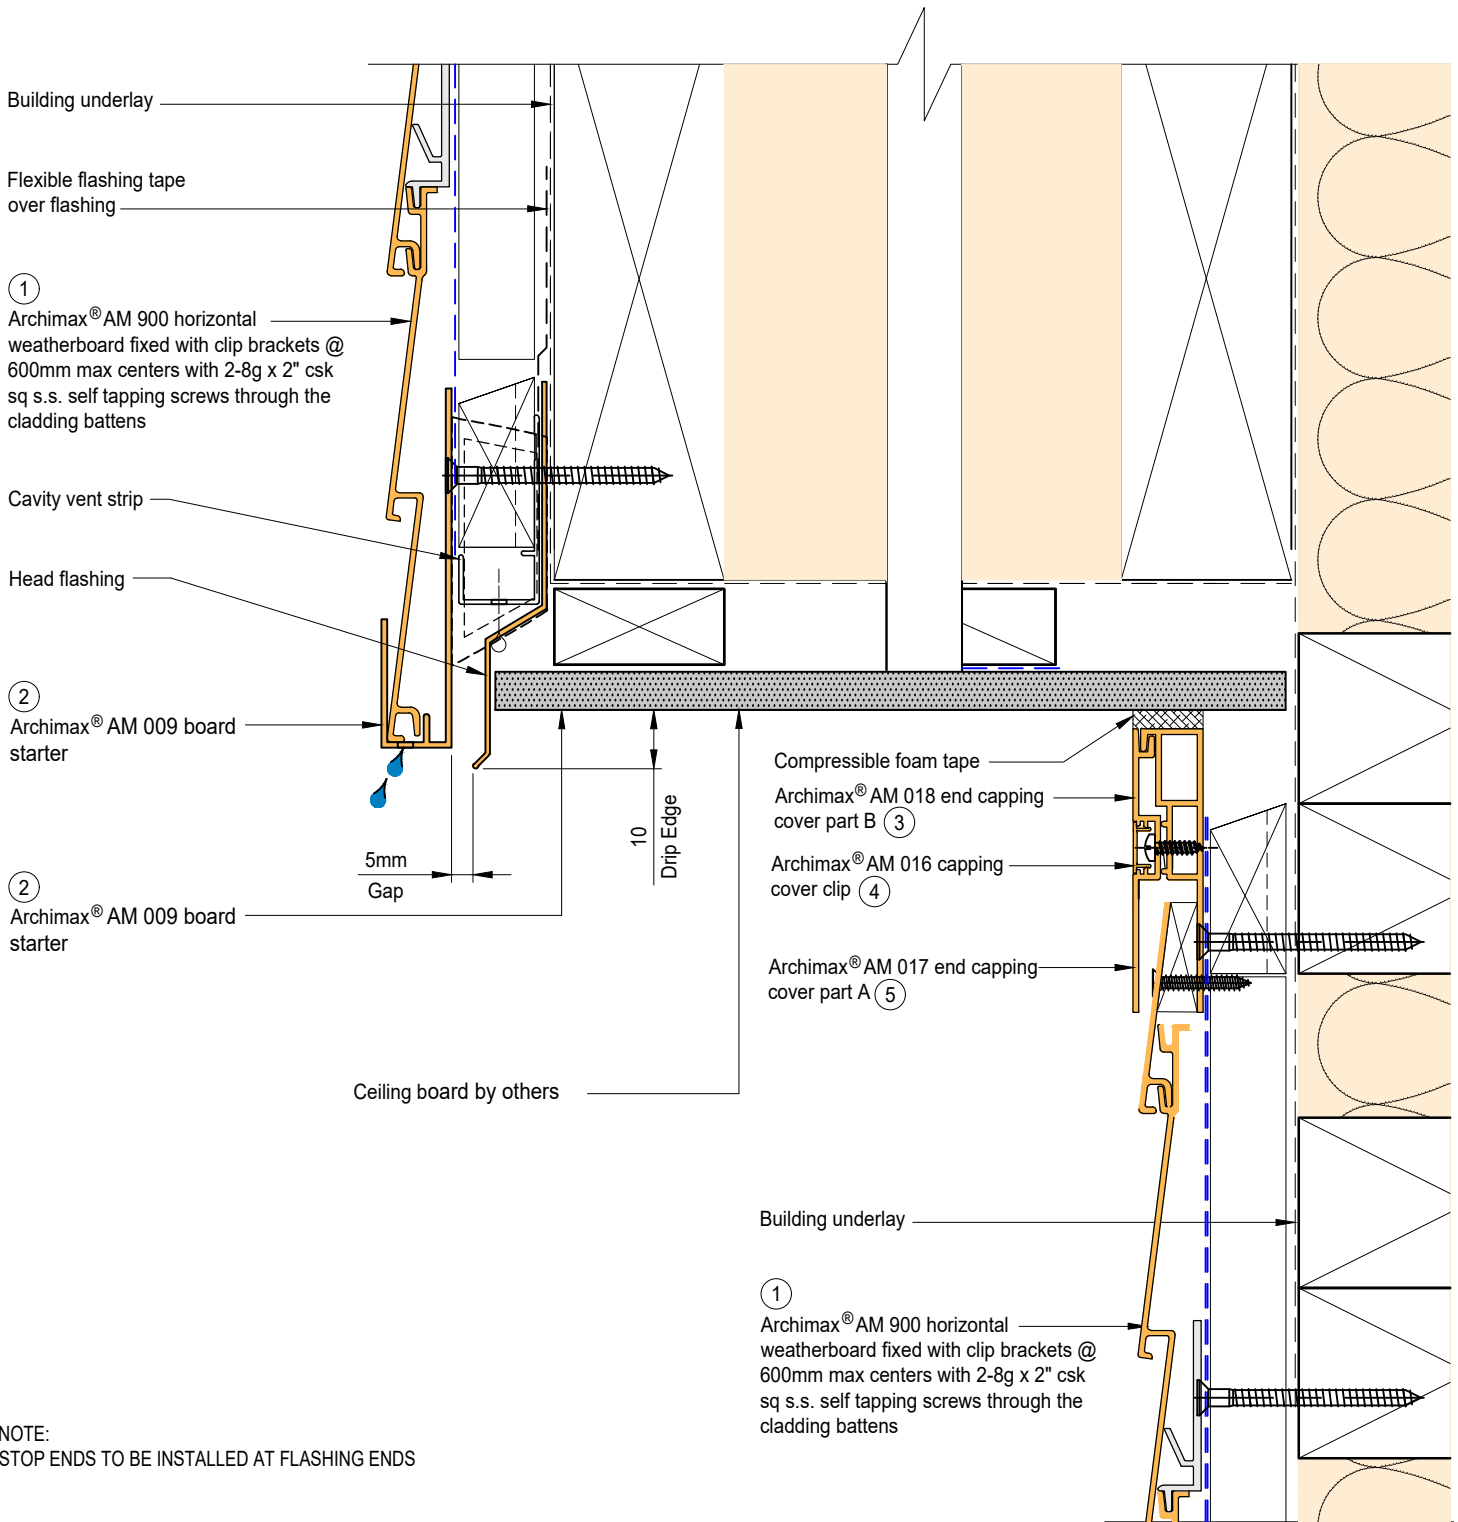 Building underlay
Flexible flashing tape
over flashing
1
Archimax® AM 900 horizontal
weatherboard fixed with clip brackets @
600mm max centers with 2-8g x 2" csk
sq s.s. self tapping screws through the
cladding battens
Cavity vent strip
Head flashing
2
Archimax® AM 009 board
starter
5mm
Gap
10
Drip Edge
2
Archimax® AM 009 board
starter
Compressible foam tape
Archimax® AM 018 end capping
cover part B 3
Archimax® AM 016 capping
cover clip 4
Archimax® AM 017 end capping
cover part A 5
Ceiling board by others
Building underlay
1
Archimax® AM 900 horizontal
weatherboard fixed with clip brackets @
600mm max centers with 2-8g x 2" csk
sq s.s. self tapping screws through the
cladding battens
NOTE:
STOP ENDS TO BE INSTALLED AT FLASHING ENDS